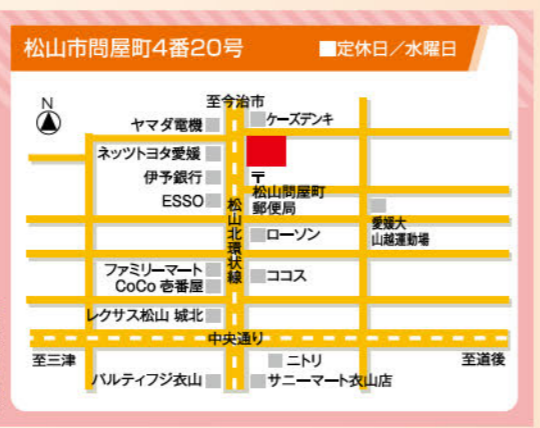 松山市問屋町4番20号
■定休日／水曜日
至今治市
N
ケーズデンキ
ヤマダ電機
ネッツトヨタ愛媛
伊予銀行
〒
松山問屋町
郵便局
ESSO
松山北環状線
愛媛大
山越運動場
ローソン
ファミリーマート
CoCo 壱番屋
ココス
レクサス松山 城北
中央通り
至三津
ニトリ
至道後
パルティフジ衣山
サニーマート衣山店